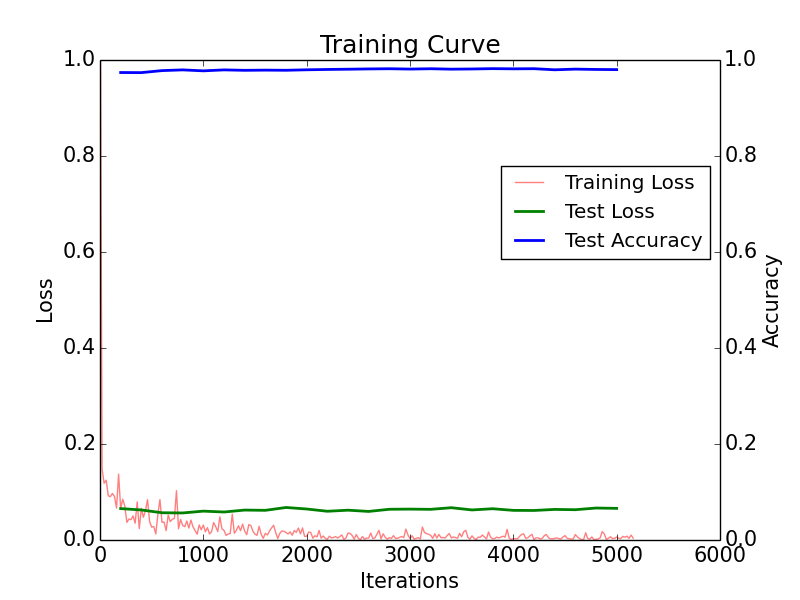 Training Curve
1.0 1.0
0.8 0.8
Training Loss
Test Loss
0.6 Test Accuracy 0.6
Loss
Accuracy
0.4 0.4
0.2 0.2
0.0 0.0
0 1000 2000 3000 4000 5000 6000
Iterations